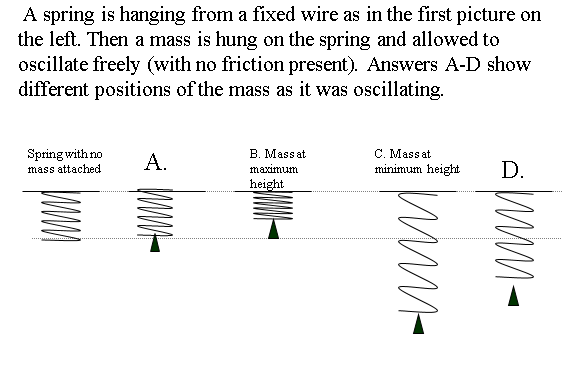 A spring is hanging from a fixed wire as in the first picture on
the left. Then a mass is hung on the spring and allowed to
oscillate freely (with no friction present).  Answers A-D show
different positions of the mass as it was oscillating.
Spring with no
mass attached
A.
B. Mass at
maximum
height
C. Mass at
minimum height
D.